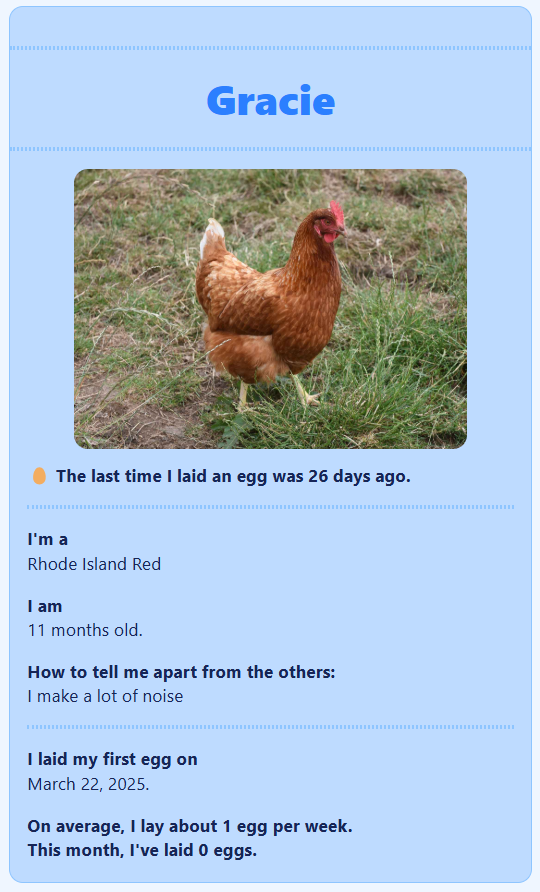 Gracie
The last time I laid an egg was 26 days ago.
I'm a
Rhode Island Red
I am
11 months old.
How to tell me apart from the others:
I make a lot of noise
I laid my first egg on
March 22, 2025.
On average, I lay about 1 egg per week.
This month, I've laid 0 eggs.